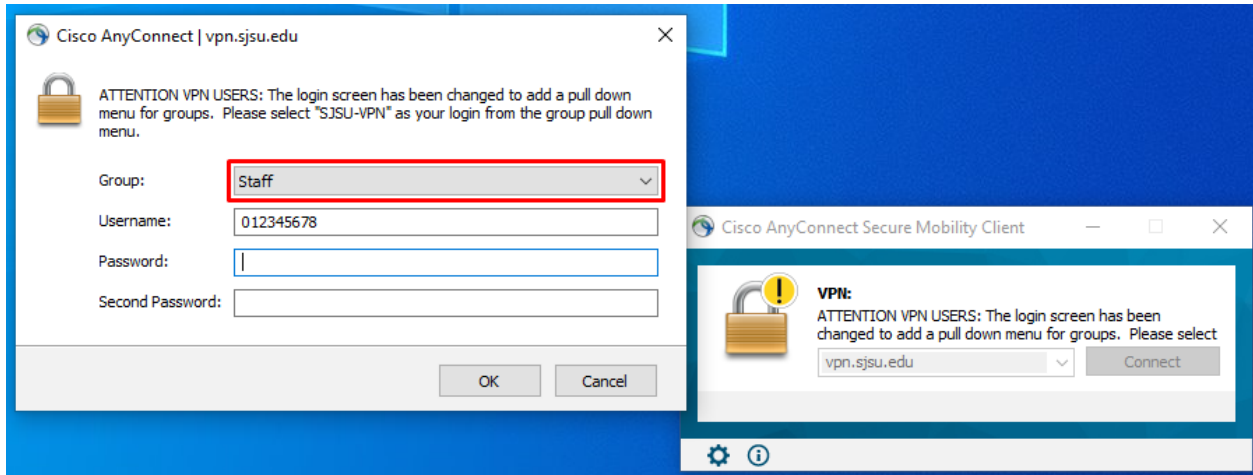 Cisco AnyConnect | vpn.sjsu.edu
ATTENTION VPN USERS: The login screen has been changed to add a pull down
menu for groups.  Please select "SJSU-VPN" as your login from the group pull down
menu.
Group:
Staff
Username:
012345678
Password:
Second Password:
OK
Cancel
Cisco AnyConnect Secure Mobility Client
VPN:
ATTENTION VPN USERS: The login screen has been
changed to add a pull down menu for groups.  Please select
vpn.sjsu.edu
Connect